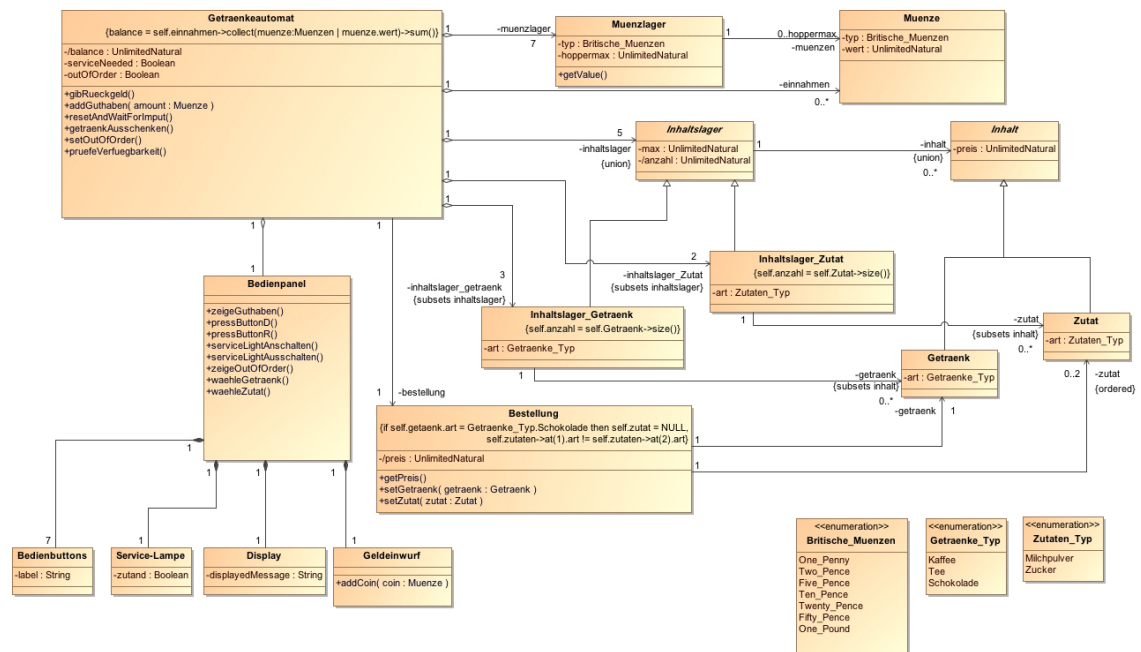 Getraenkeautomat
{balance = self.einnahmen->collect(muenze:Muenzen | muenze.wert)->sum()}
-/balance : UnlimitedNatural
-serviceNeeded : Boolean
-outOfOrder : Boolean
+gibRueckgeld()
+addGuthaben( amount : Muenze )
+resetAndWaitForImput()
+getraenkAusschenken()
+setOutOfOrder()
+pruefeVerfuegbarkeit()
1
-muenzlager
7
Muenzlager
-typ : Britische_Muenzen
-hoppermax : UnlimitedNatural
+getValue()
1
0..hoppermax
-muenzen
Muenze
-typ : Britische_Muenzen
-wert : UnlimitedNatural
1
-einnahmen
0..*
1
5
-inhaltslager
{union}
Inhaltslager
-max : UnlimitedNatural
-/anzahl : UnlimitedNatural
1
-inhalt
{union}
0..*
Inhalt
-preis : UnlimitedNatural
1
2
-inhaltslager_Zutat
{subsets inhaltslager}
Inhaltslager_Zutat
{self.anzahl = self.Zutat->size()}
-art : Zutaten_Typ
1
3
-inhaltslager_getraenk
{subsets inhaltslager}
Inhaltslager_Getraenk
{self.anzahl = self.Getraenk->size()}
-art : Getraenke_Typ
1
-zutat
{subsets inhalt}
0..*
Zutat
-art : Zutaten_Typ
1
-getraenk
{subsets inhalt}
0..*
Getraenk
-art : Getraenke_Typ
1
1
Bedienpanel
+zeigeGuthaben()
+pressButtonD()
+pressButtonR()
+serviceLightAnschalten()
+serviceLightAusschalten()
+zeigeOutOfOrder()
+waehleGetraenk()
+waehleZutat()
1
1
-bestellung
Bestellung
{if self.getaenk.art = Getraenke_Typ.Schokolade then self.zutat = NULL,
self.zutaten->at(1).art != self.zutaten->at(2).art}
-/preis : UnlimitedNatural
+getPreis()
+setGetraenk( getraenk : Getraenk )
+setZutat( zutat : Zutat )
1
-getraenk
1
1
0..2
-zutat
{ordered}
1
1
1
1
7
1
1
1
Bedienbuttons
-label : String
Service-Lampe
-zutand : Boolean
Display
-displayedMessage : String
Geldeinwurf
+addCoin( coin : Muenze )
<<enumeration>>
Britische_Muenzen
One_Penny
Two_Pence
Five_Pence
Ten_Pence
Twenty_Pence
Fifty_Pence
One_Pound
<<enumeration>>
Getraenke_Typ
Kaffee
Tee
Schokolade
<<enumeration>>
Zutaten_Typ
Milchpulver
Zucker